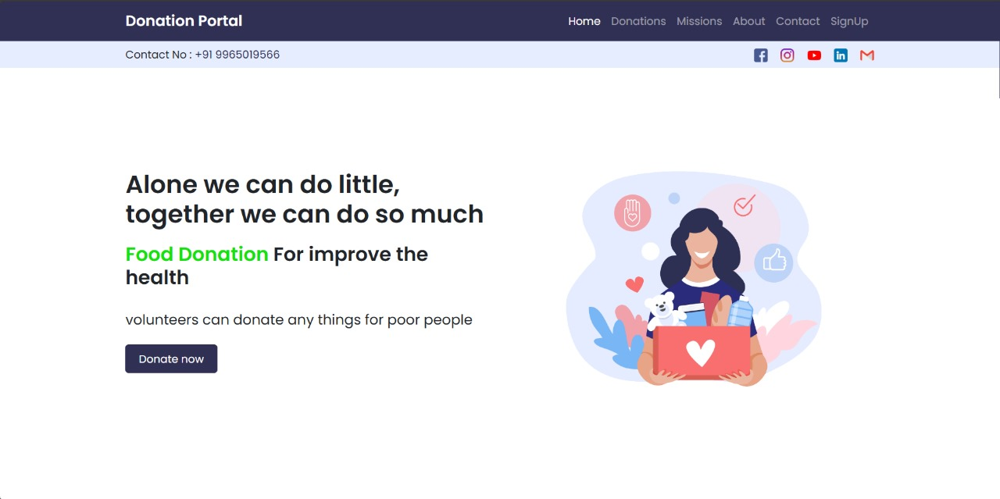 Donation Portal
Home Donations Missions About Contact SignUp
Contact No : +91 9965019566
Alone we can do little,
together we can do so much
Food Donation For improve the
health
volunteers can donate any things for poor people
Donate now